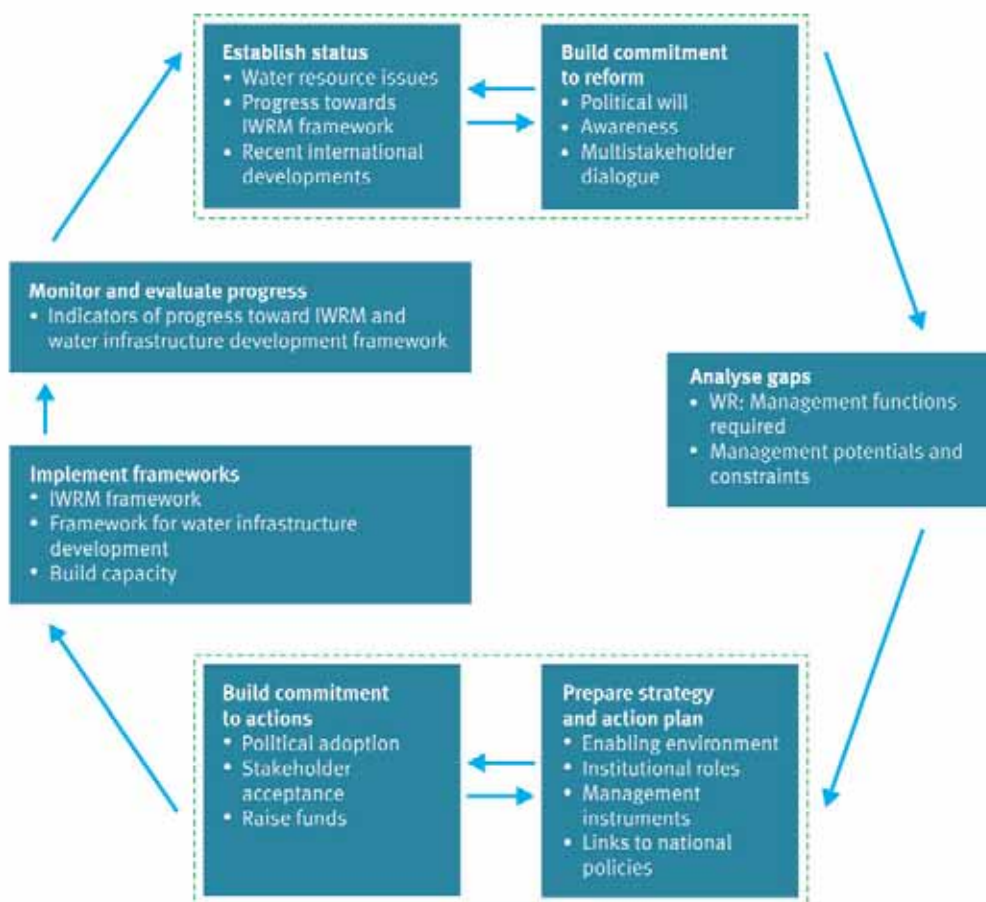 Establish status
• Water resource issues
• Progress towards
IWRM framework
• Recent international
developments
Build commitment
to reform
• Political will
• Awareness
• Multistakeholder
dialogue
Monitor and evaluate progress
• Indicators of progress toward IWRM and
water infrastructure development framework
Analyse gaps
• WR: Management functions
required
• Management potentials and
constraints
Implement frameworks
• IWRM framework
• Framework for water infrastructure
development
• Build capacity
Build commitment
to actions
• Political adoption
• Stakeholder
acceptance
• Raise funds
Prepare strategy
and action plan
• Enabling environment
• Institutional roles
• Management
instruments
• Links to national
policies